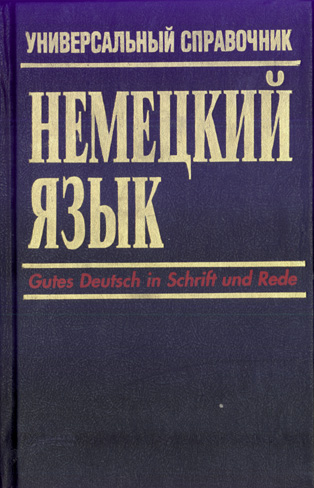 УНИВЕРСАЛЬНЫЙ СПРАВОЧНИК
НЕМЕЦКИЙ
ЯЗЫК
Gutes Deutsch in Schrift und Rede